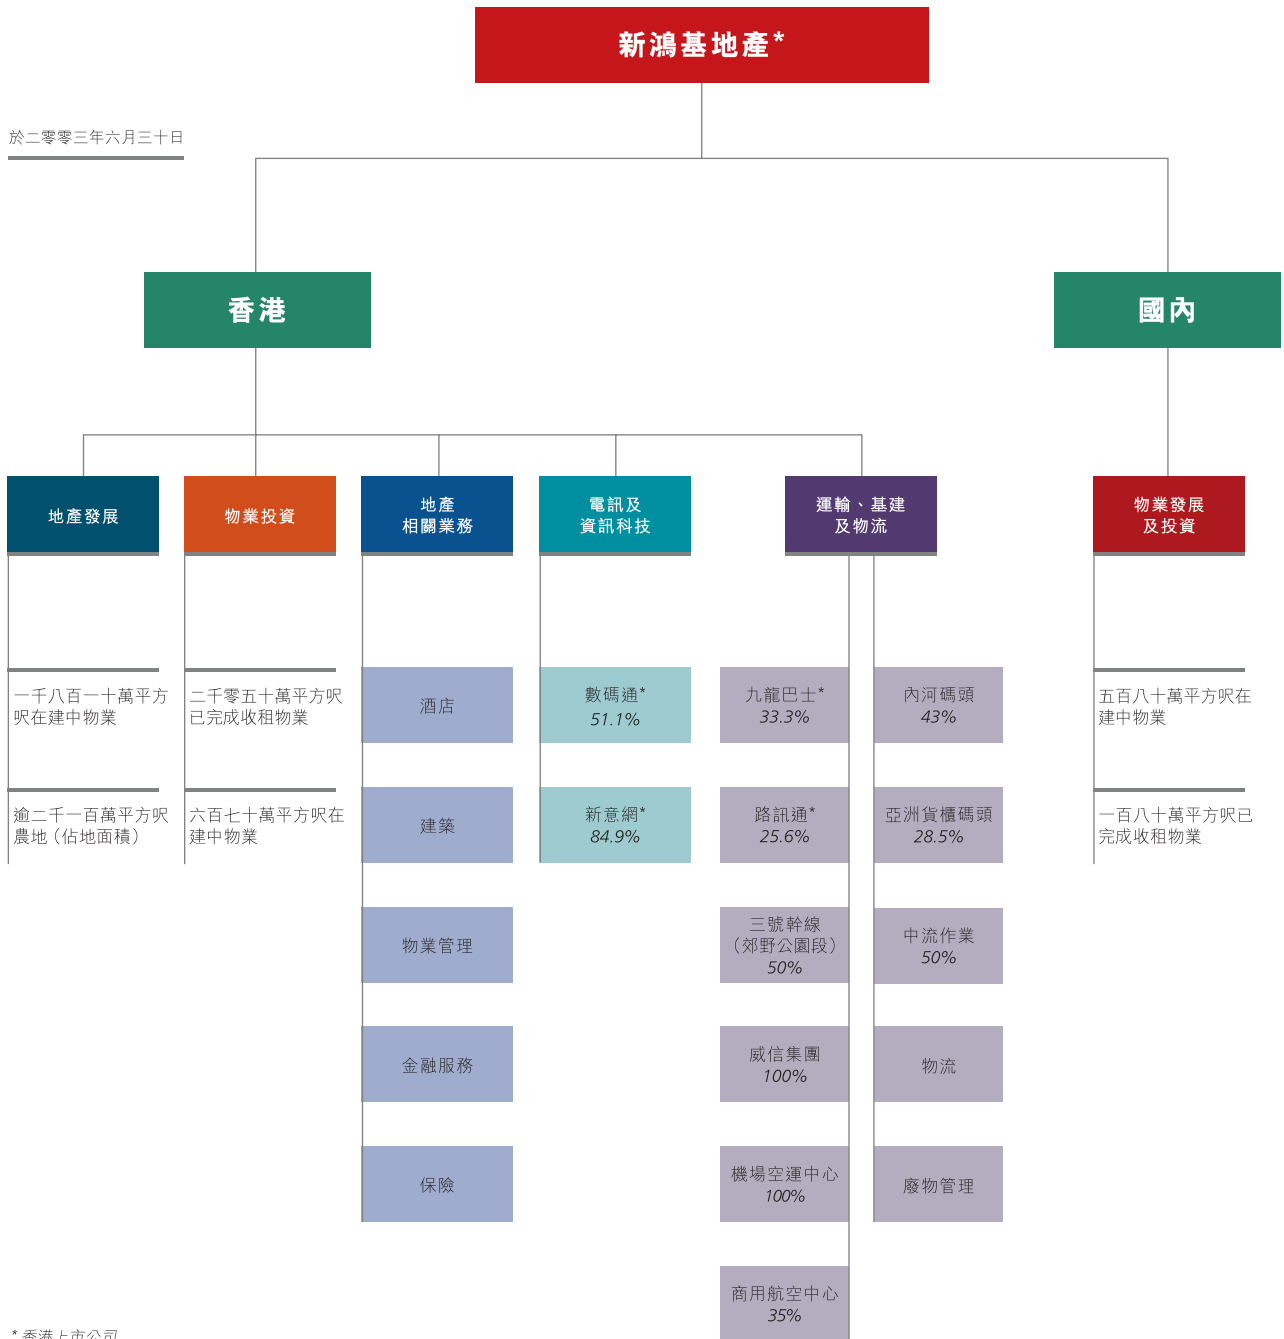 新鴻基地產*
於二零零三年六月三十日
香港
國內
地產發展
物業投資
地產
相關業務
電訊及
資訊科技
運輸、基建
及物流
物業發展
及投資
一千八百一十萬平方
呎在建中物業
逾二千一百萬平方呎
農地（佔地面積）
二千零五十萬平方呎
已完成收租物業
六百七十萬平方呎在
建中物業
酒店
建築
物業管理
金融服務
保險
數碼通*
51.1%
新意網*
84.9%
九龍巴士*
33.3%
路訊通*
25.6%
三號幹線
（郊野公園段）
50%
威信集團
100%
機場空運中心
100%
商用航空中心
35%
內河碼頭
43%
亞洲貨櫃碼頭
28.5%
中流作業
50%
物流
廢物管理
五百八十萬平方呎在
建中物業
一百八十萬平方呎已
完成收租物業
* 香港上市公司